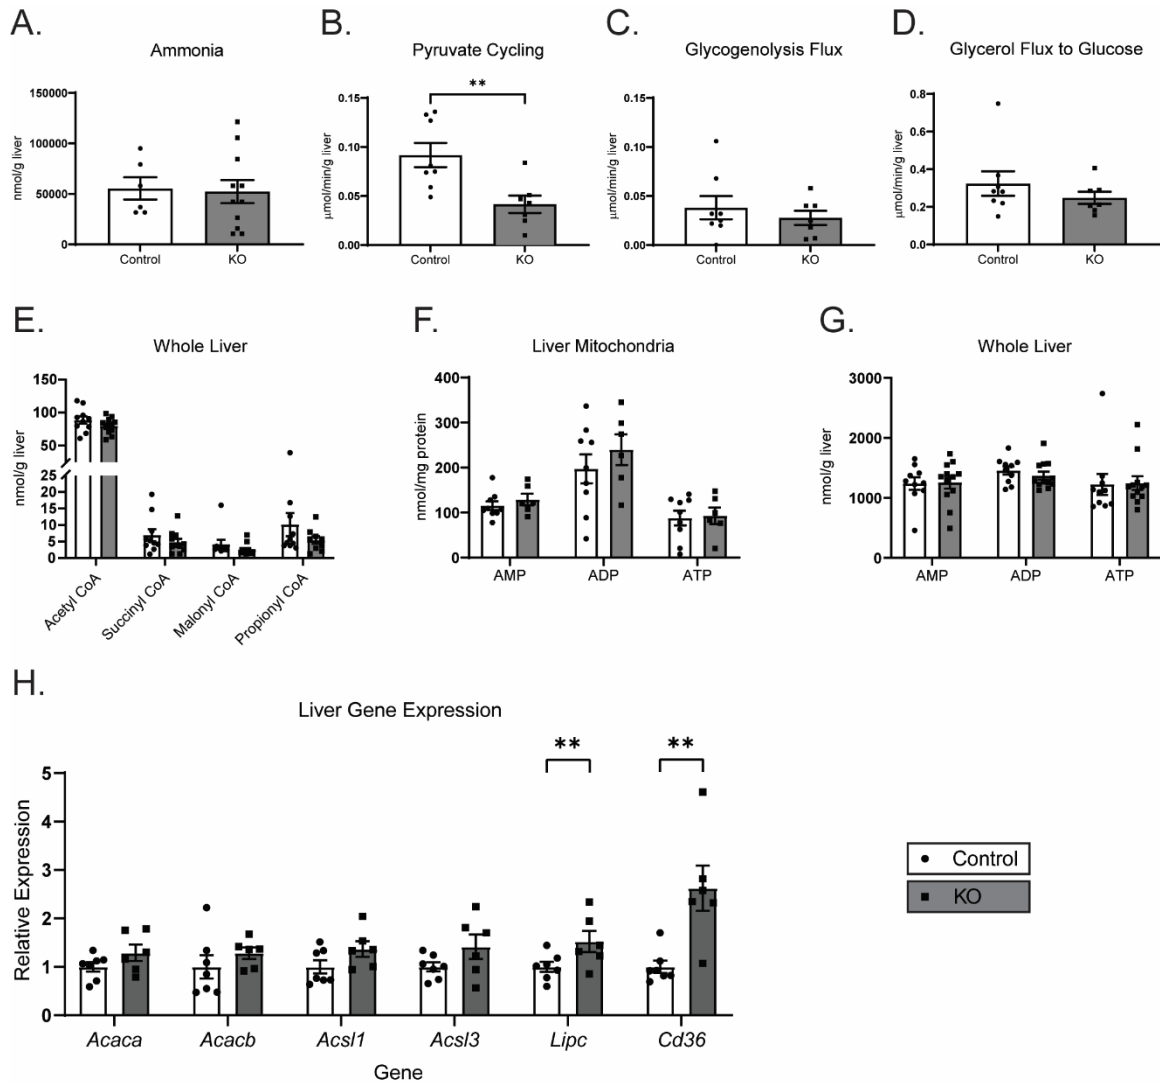 A.
Ammonia
nmol/g liver
150000
100000
50000
0
Control
KO
B.
Pyruvate Cycling
**
μmol/min/g liver
0.15
0.10
0.05
0.00
Control
KO
C.
Glycogenolysis Flux
μmol/min/g liver
0.15
0.10
0.05
0.00
Control
KO
D.
Glycerol Flux to Glucose
μmol/min/g liver
0.8
0.6
0.4
0.2
0.0
Control
KO
E.
Whole Liver
nmol/g liver
150
100
50
25
20
15
10
5
0
Acetyl CoA
Succinyl CoA
Malonyl CoA
Propionyl CoA
F.
Liver Mitochondria
nmol/mg protein
400
300
200
100
0
AMP
ADP
ATP
G.
Whole Liver
nmol/g liver
3000
2000
1000
0
AMP
ADP
ATP
H.
Liver Gene Expression
**
**
Relative Expression
5
4
3
2
1
0
Acaca
Acacb
Acsl1
Acsl3
Lipc
Cd36
Gene
Control
KO